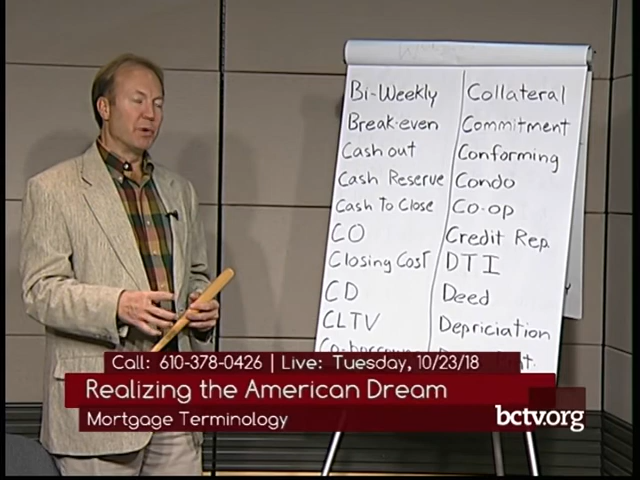 Bi-Weekly
Break-even
Cash out
Cash Reserve
Cash To Close
CO
Closing Cost
CD
CLTV
Collateral
Commitment
Conforming
Condo
Co-op
Credit Rep.
DTI
Deed
Depriciation
Call: 610-378-0426 | Live: Tuesday, 10/23/18
Realizing the American Dream
Mortgage Terminology
bctv.org